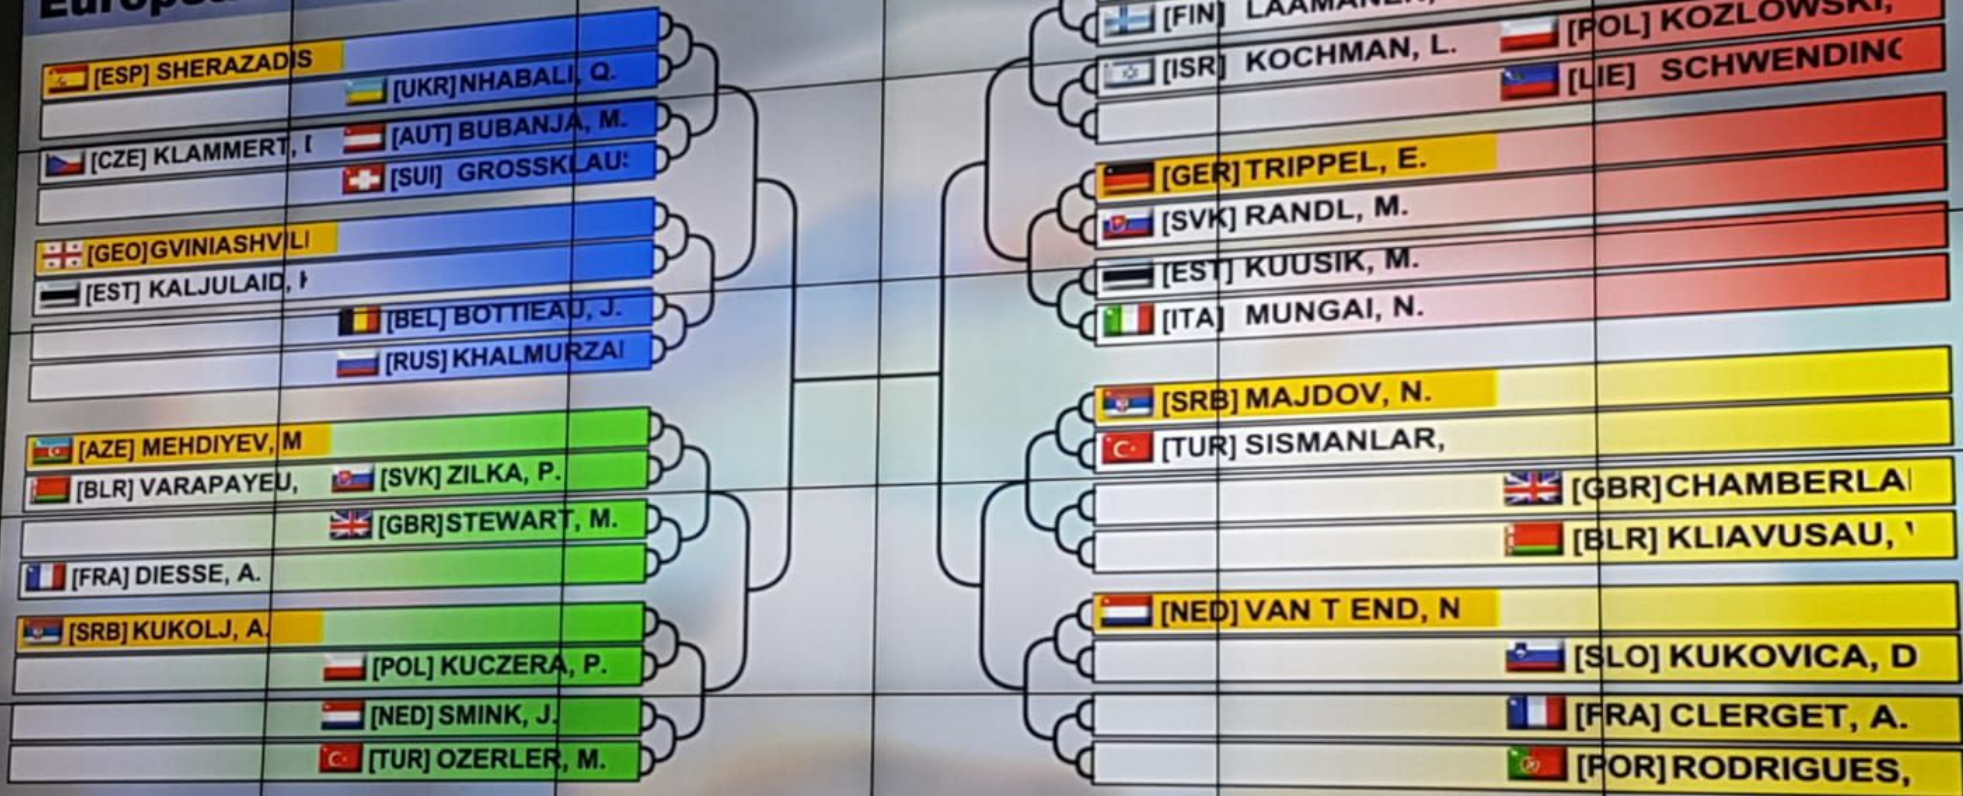 [ESP] SHERAZADIS
[UKR] NHABALI, Q.
[AUT] BUBANJA, M.
[CZE] KLAMMERT,
[SUI] GROSSKLAUS
[GEO] GVINIASHVILI
[EST] KALJULAID,
[BEL] BOTTIEAU, J.
[RUS] KHALMURZA
[AZE] MEHDIYEV, M
[BLR] VARAPAYEU,
[SVK] ZILKA, P.
[GBR] STEWART, M.
[FRA] DIESSE, A.
[SRB] KUKOLJ, A.
[POL] KUCZERA, P.
[NED] SMINK, J.
[TUR] OZERLER, M.
[FIN] LAAMANEN,
[POL] KOZLOWSKI,
[ISR] KOCHMAN, L.
[LIE] SCHWENDING
[GER] TRIPPEL, E.
[SVK] RANDL, M.
[EST] KUUSIK, M.
[ITA] MUNGAI, N.
[SRB] MAJDOV, N.
[TUR] SISMANLAR,
[GBR] CHAMBERLA
[BLR] KLIAVUSAU,
[NED] VAN T END, N
[SLO] KUKOVICA, D
[FRA] CLERGET, A.
[POR] RODRIGUES,